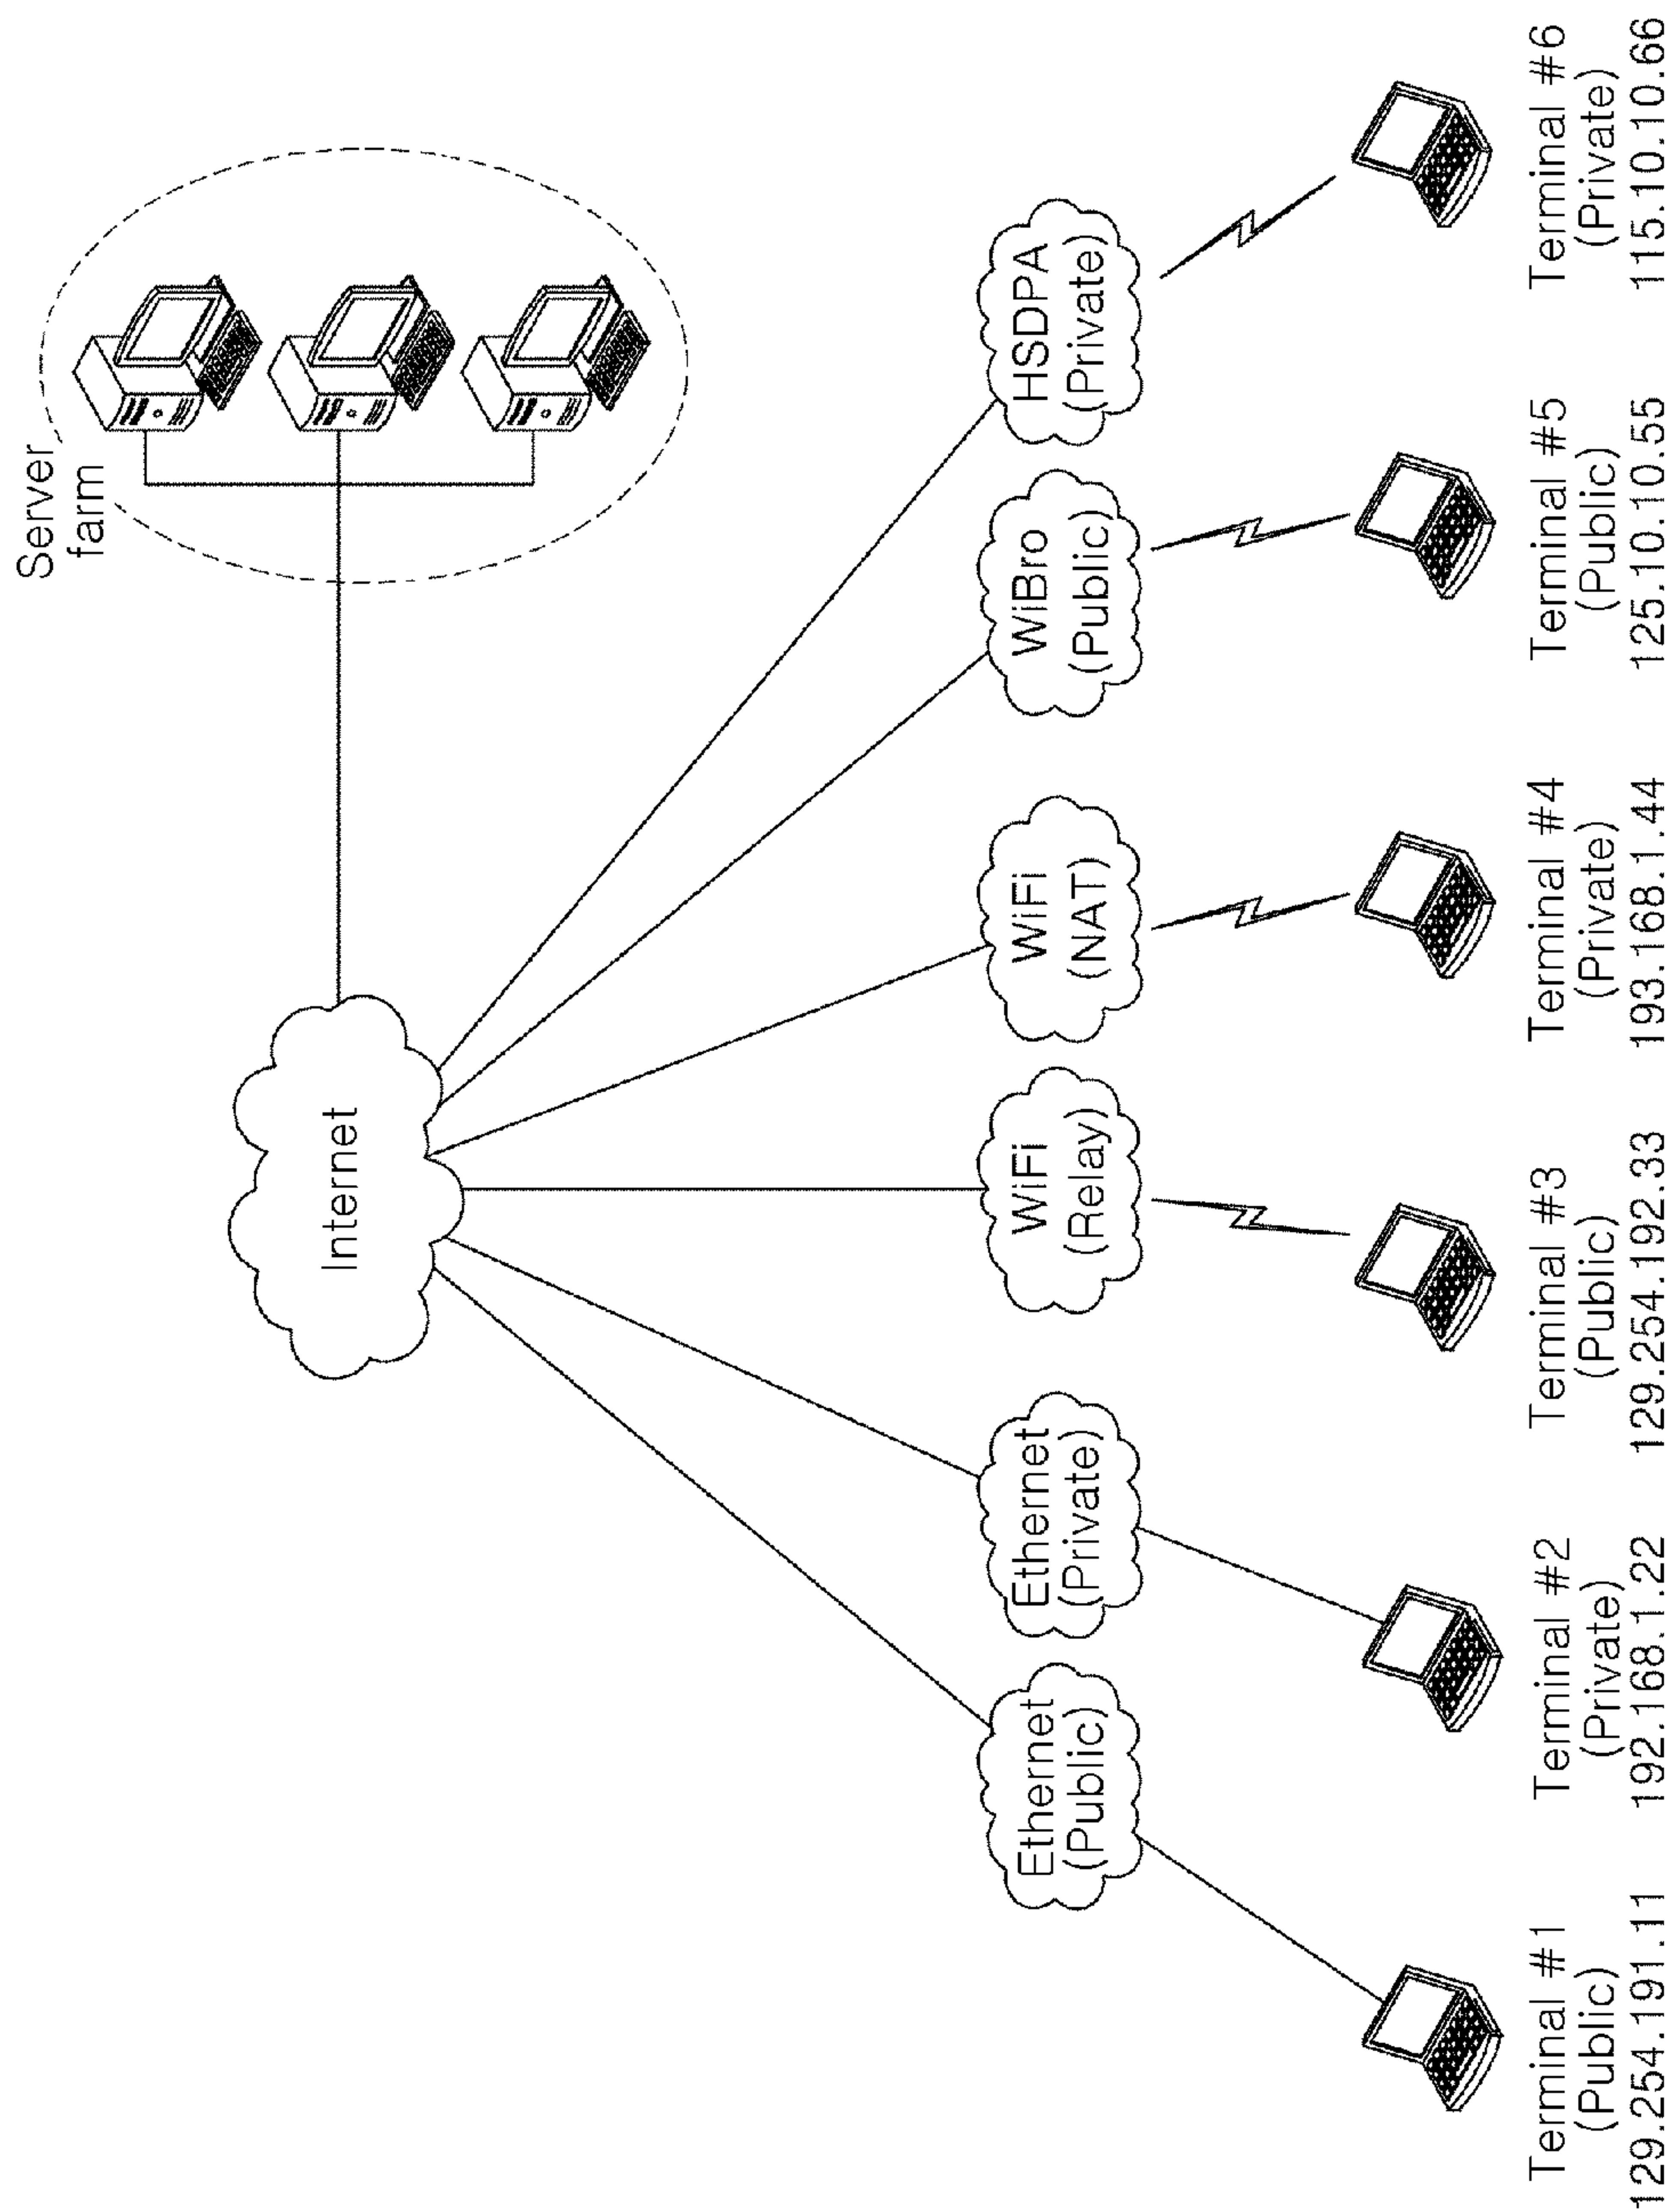 Server
farm
Internet
Ethernet
(Public)
Ethernet
(Private)
WiFi
(Relay)
WiFi
(NAT)
WiBro
(Public)
HSDPA
(Private)
Terminal #1
(Public)
129.254.191.11
Terminal #2
(Private)
192.168.1.22
Terminal #3
(Public)
129.254.192.33
Terminal #4
(Private)
193.168.1.44
Terminal #5
(Public)
125.10.10.55
Terminal #6
(Private)
115.10.10.66